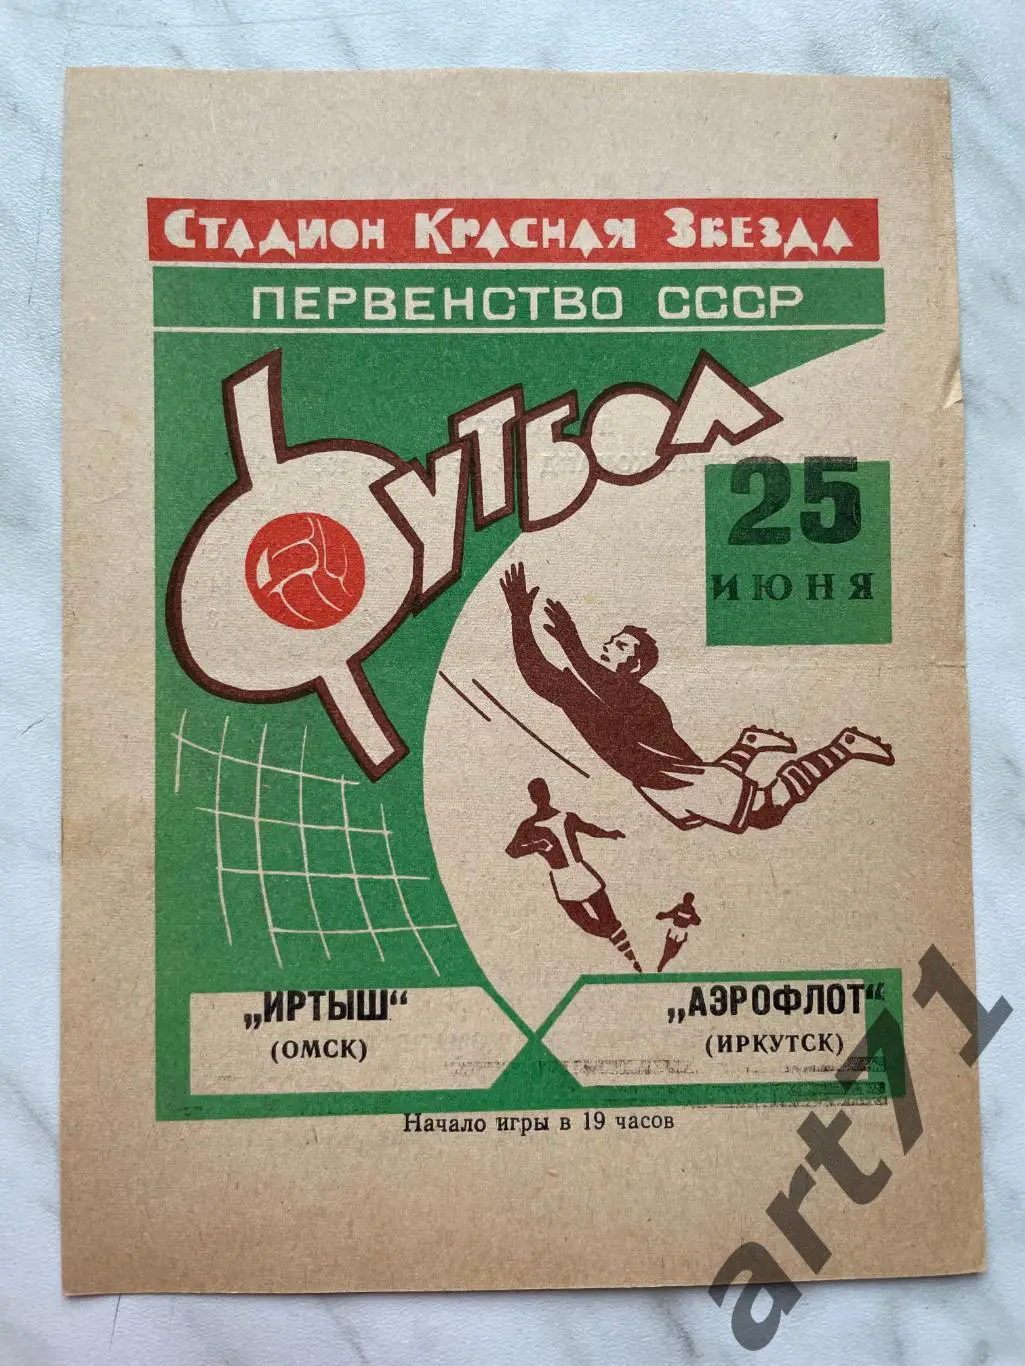 Стадион Красная Звезда
ПЕРВЕНСТВО СССР
Футбол
25
ИЮНЯ
„ИРТЫШ“
(ОМСК)
„АЭРОФЛОТ“
(ИРКУТСК)
Начало игры в 19 часов
art71